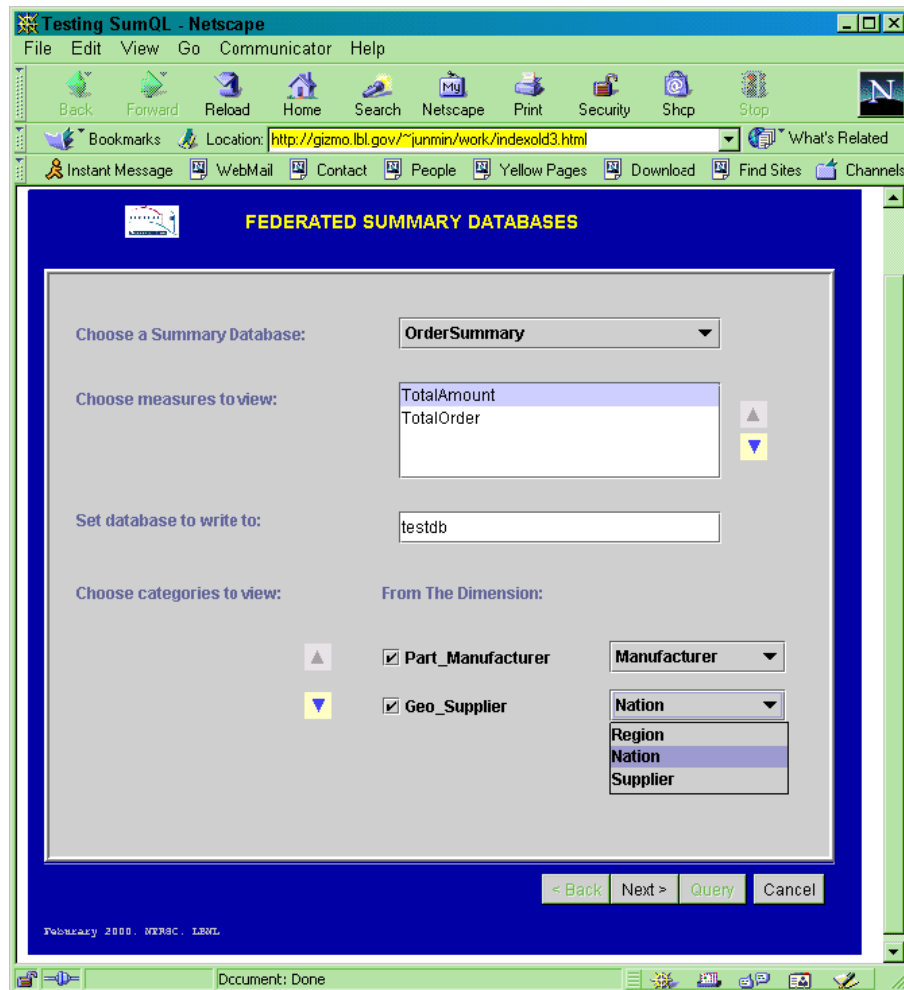 Testing SumQL - Netscape
File Edit View Go Communicator Help
Back Forward Reload Home Search Netscape Print Security Shop Stop
Bookmarks Location: http://gizmo.lbl.gov/~junmin/work/indexold3.html What's Related
Instant Message WebMail Contact People Yellow Pages Download Find Sites Channels
FEDERATED SUMMARY DATABASES
Choose a Summary Database: OrderSummary
Choose measures to view: TotalAmount
TotalOrder
Set database to write to: testdb
Choose categories to view: From The Dimension:
Part_Manufacturer Manufacturer
Geo_Supplier Nation
Region
Nation
Supplier
< Back Next > Query Cancel
Feburary 2000. NERSC. LBNL
Document: Done